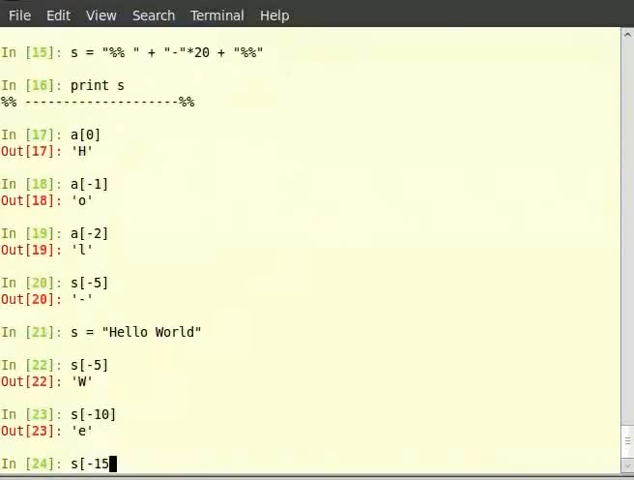 File Edit View Search Terminal Help
In [15]: s = "%% " + "-"*20 + "%%"
In [16]: print s
%% --------------------%%
In [17]: a[0]
Out[17]: 'H'
In [18]: a[-1]
Out[18]: 'o'
In [19]: a[-2]
Out[19]: 'l'
In [20]: s[-5]
Out[20]: '-'
In [21]: s = "Hello World"
In [22]: s[-5]
Out[22]: 'W'
In [23]: s[-10]
Out[23]: 'e'
In [24]: s[-15